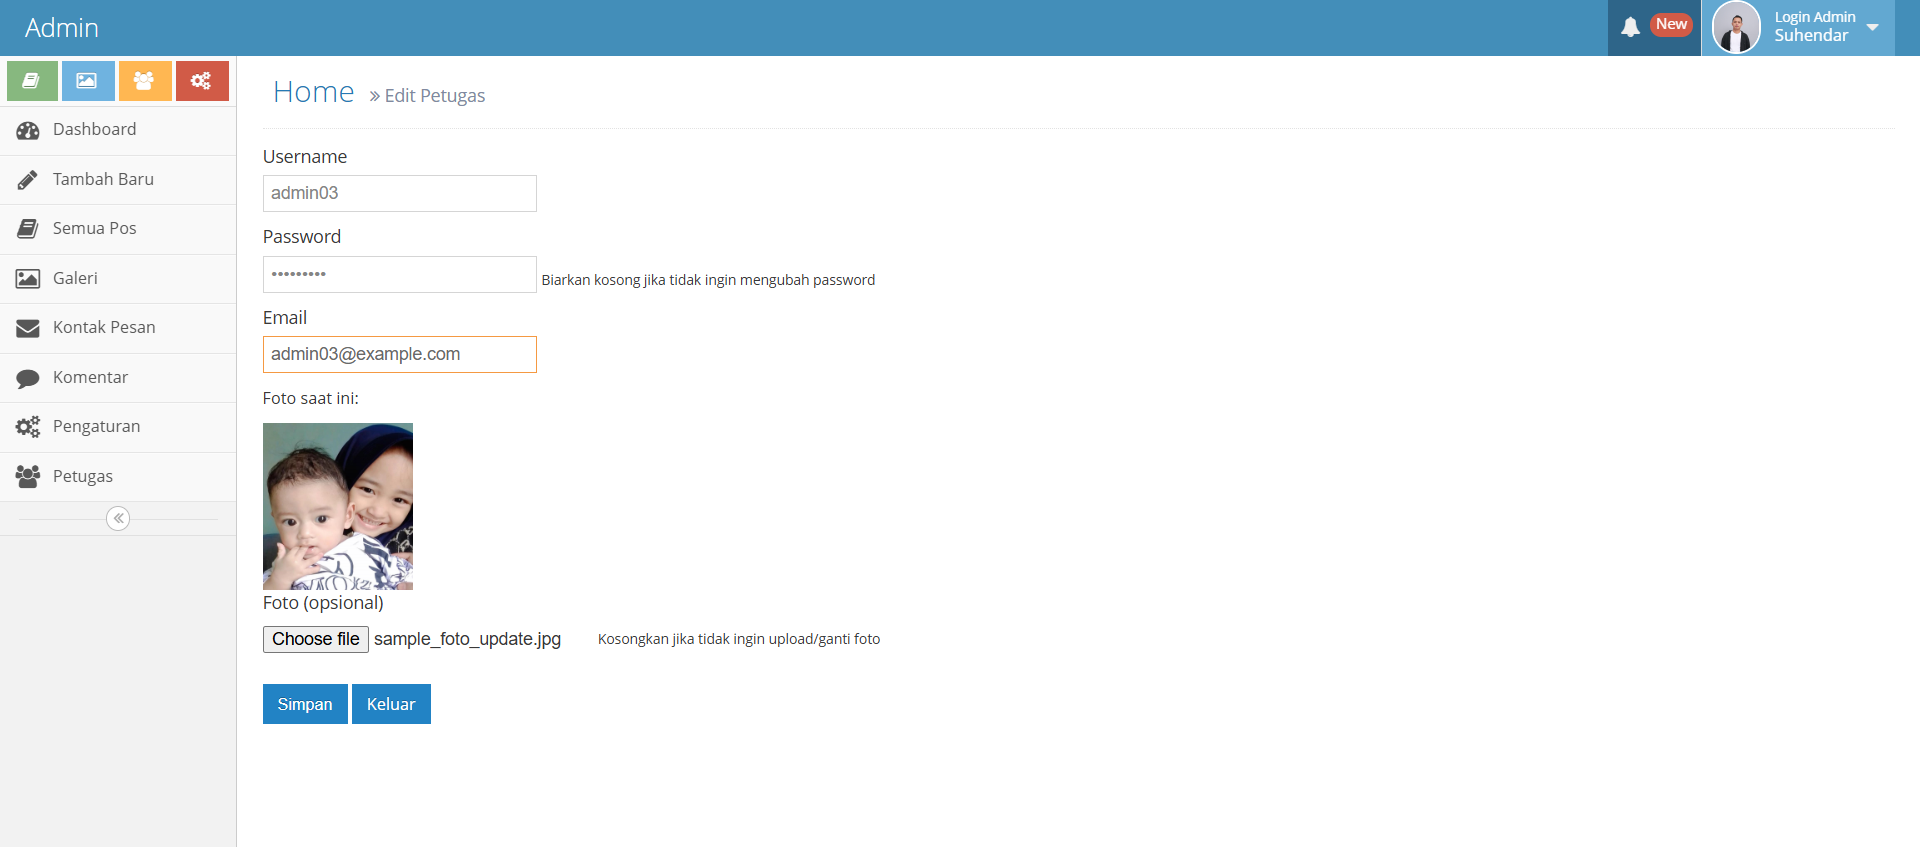 Admin
New
Login Admin
Suhendar
Dashboard
Tambah Baru
Semua Pos
Galeri
Kontak Pesan
Komentar
Pengaturan
Petugas
Home » Edit Petugas
Username
admin03
Password
•••••••••
Biarkan kosong jika tidak ingin mengubah password
Email
admin03@example.com
Foto saat ini:
Foto (opsional)
Choose file sample_foto_update.jpg Kosongkan jika tidak ingin upload/ganti foto
Simpan Keluar